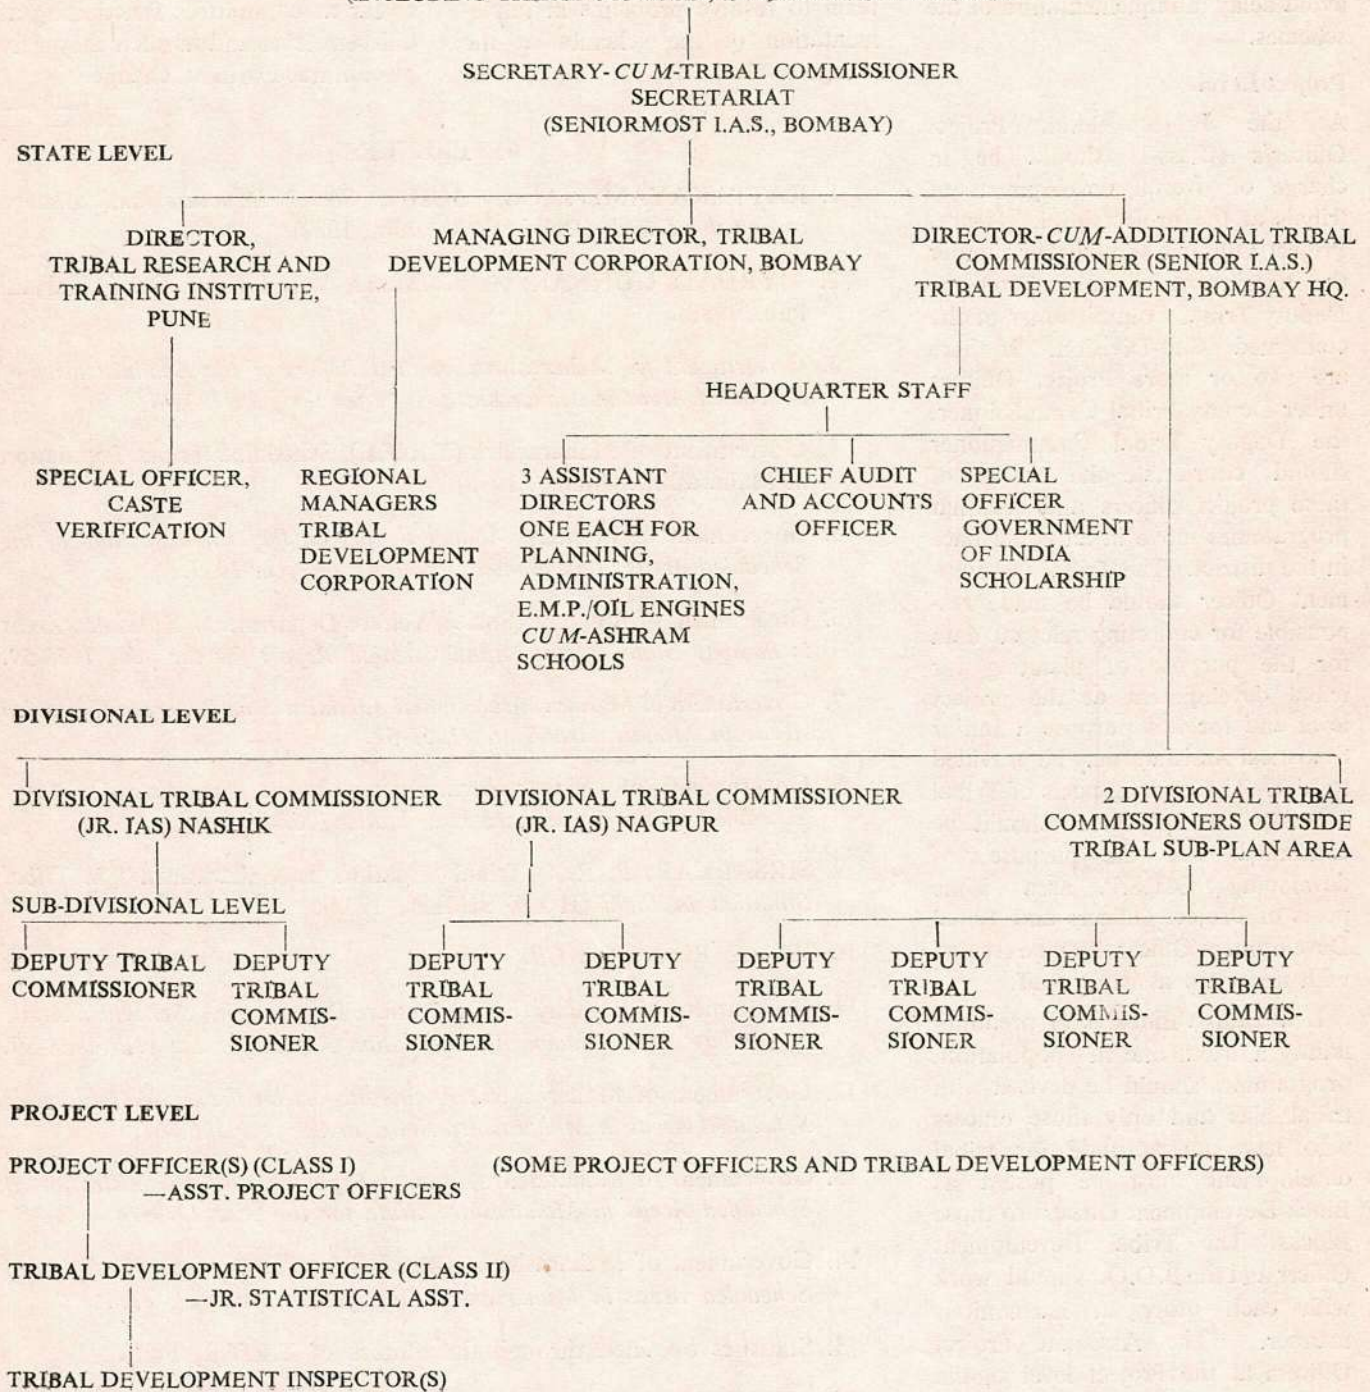 SECRETARY-CUM-TRIBAL COMMISSIONER
SECRETARIAT
(SENIORMOST I.A.S., BOMBAY)
STATE LEVEL
DIRECTOR,
TRIBAL RESEARCH AND
TRAINING INSTITUTE,
PUNE
MANAGING DIRECTOR, TRIBAL
DEVELOPMENT CORPORATION, BOMBAY
DIRECTOR-CUM-ADDITIONAL TRIBAL
COMMISSIONER (SENIOR I.A.S.)
TRIBAL DEVELOPMENT, BOMBAY HQ.
HEADQUARTER STAFF
SPECIAL OFFICER,
CASTE
VERIFICATION
REGIONAL
MANAGERS
TRIBAL
DEVELOPMENT
CORPORATION
3 ASSISTANT
DIRECTORS
ONE EACH FOR
PLANNING,
ADMINISTRATION,
E.M.P./OIL ENGINES
CUM-ASHRAM
SCHOOLS
CHIEF AUDIT
AND ACCOUNTS
OFFICER
SPECIAL
OFFICER
GOVERNMENT
OF INDIA
SCHOLARSHIP
DIVISIONAL LEVEL
DIVISIONAL TRIBAL COMMISSIONER
(JR. IAS) NASHIK
DIVISIONAL TRIBAL COMMISSIONER
(JR. IAS) NAGPUR
2 DIVISIONAL TRIBAL
COMMISSIONERS OUTSIDE
TRIBAL SUB-PLAN AREA
SUB-DIVISIONAL LEVEL
DEPUTY TRIBAL
COMMISSIONER
DEPUTY
TRIBAL
COMMIS-
SIONER
DEPUTY
TRIBAL
COMMIS-
SIONER
DEPUTY
TRIBAL
COMMIS-
SIONER
DEPUTY
TRIBAL
COMMIS-
SIONER
DEPUTY
TRIBAL
COMMIS-
SIONER
DEPUTY
TRIBAL
COMMIS-
SIONER
DEPUTY
TRIBAL
COMMIS-
SIONER
PROJECT LEVEL
PROJECT OFFICER(S) (CLASS I)
(SOME PROJECT OFFICERS AND TRIBAL DEVELOPMENT OFFICERS)
—ASST. PROJECT OFFICERS
TRIBAL DEVELOPMENT OFFICER (CLASS II)
—JR. STATISTICAL ASST.
TRIBAL DEVELOPMENT INSPECTOR(S)